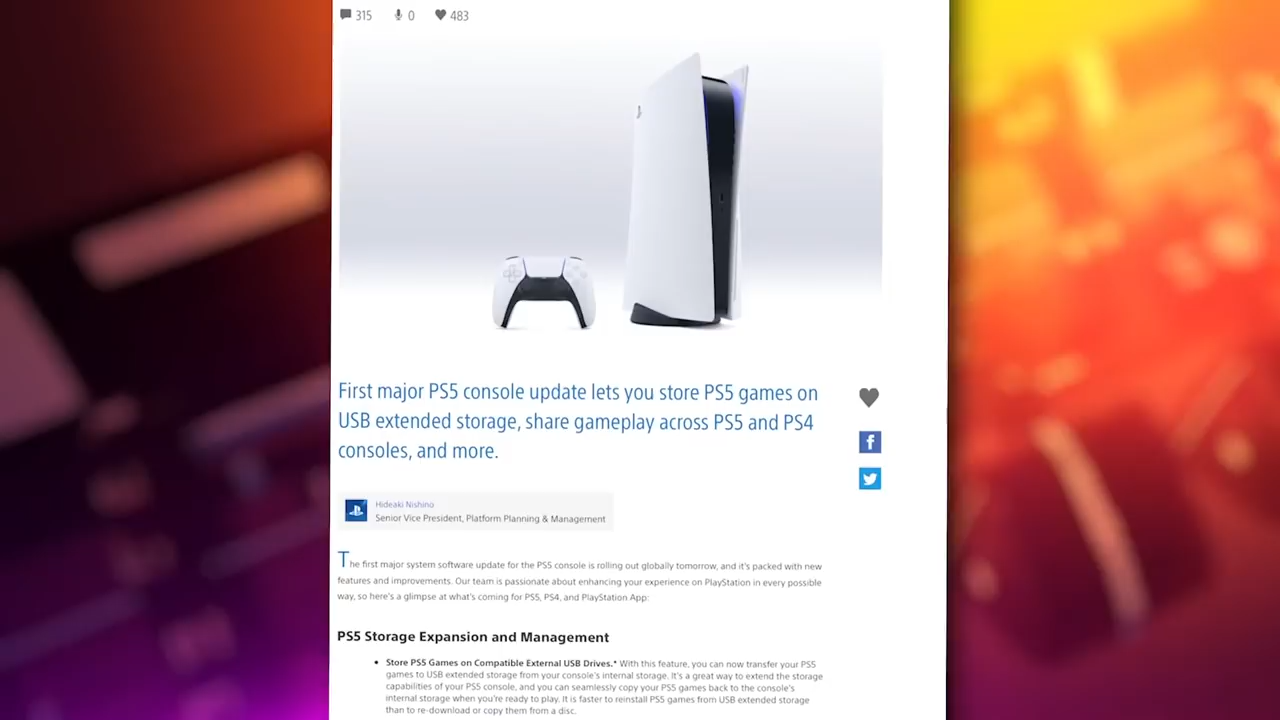 315 0 483
First major PS5 console update lets you store PS5 games on
USB extended storage, share gameplay across PS5 and PS4
consoles, and more.
Hideaki Nishino
Senior Vice President, Platform Planning & Management
The first major system software update for the PS5 console is rolling out globally tomorrow, and it's packed with new
features and improvements. Our team is passionate about enhancing your experience on PlayStation in every possible
way, so here's a glimpse at what's coming for PS5, PS4, and PlayStation App:
PS5 Storage Expansion and Management
• Store PS5 Games on Compatible External USB Drives.* With this feature, you can now transfer your PS5
games to USB extended storage from your console's internal storage. It's a great way to extend the storage
capabilities of your PS5 console, and you can seamlessly copy your PS5 games back to the console's
internal storage when you're ready to play. It is faster to reinstall PS5 games from USB extended storage
than to re-download or copy them from a disc.